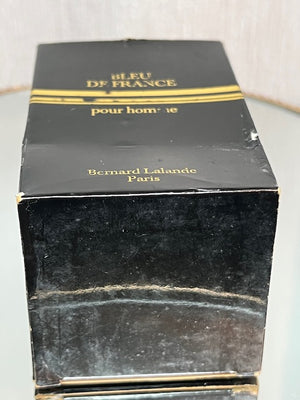 BLEU
DE FRANCE
pour homme
Bernard Lalande
Paris